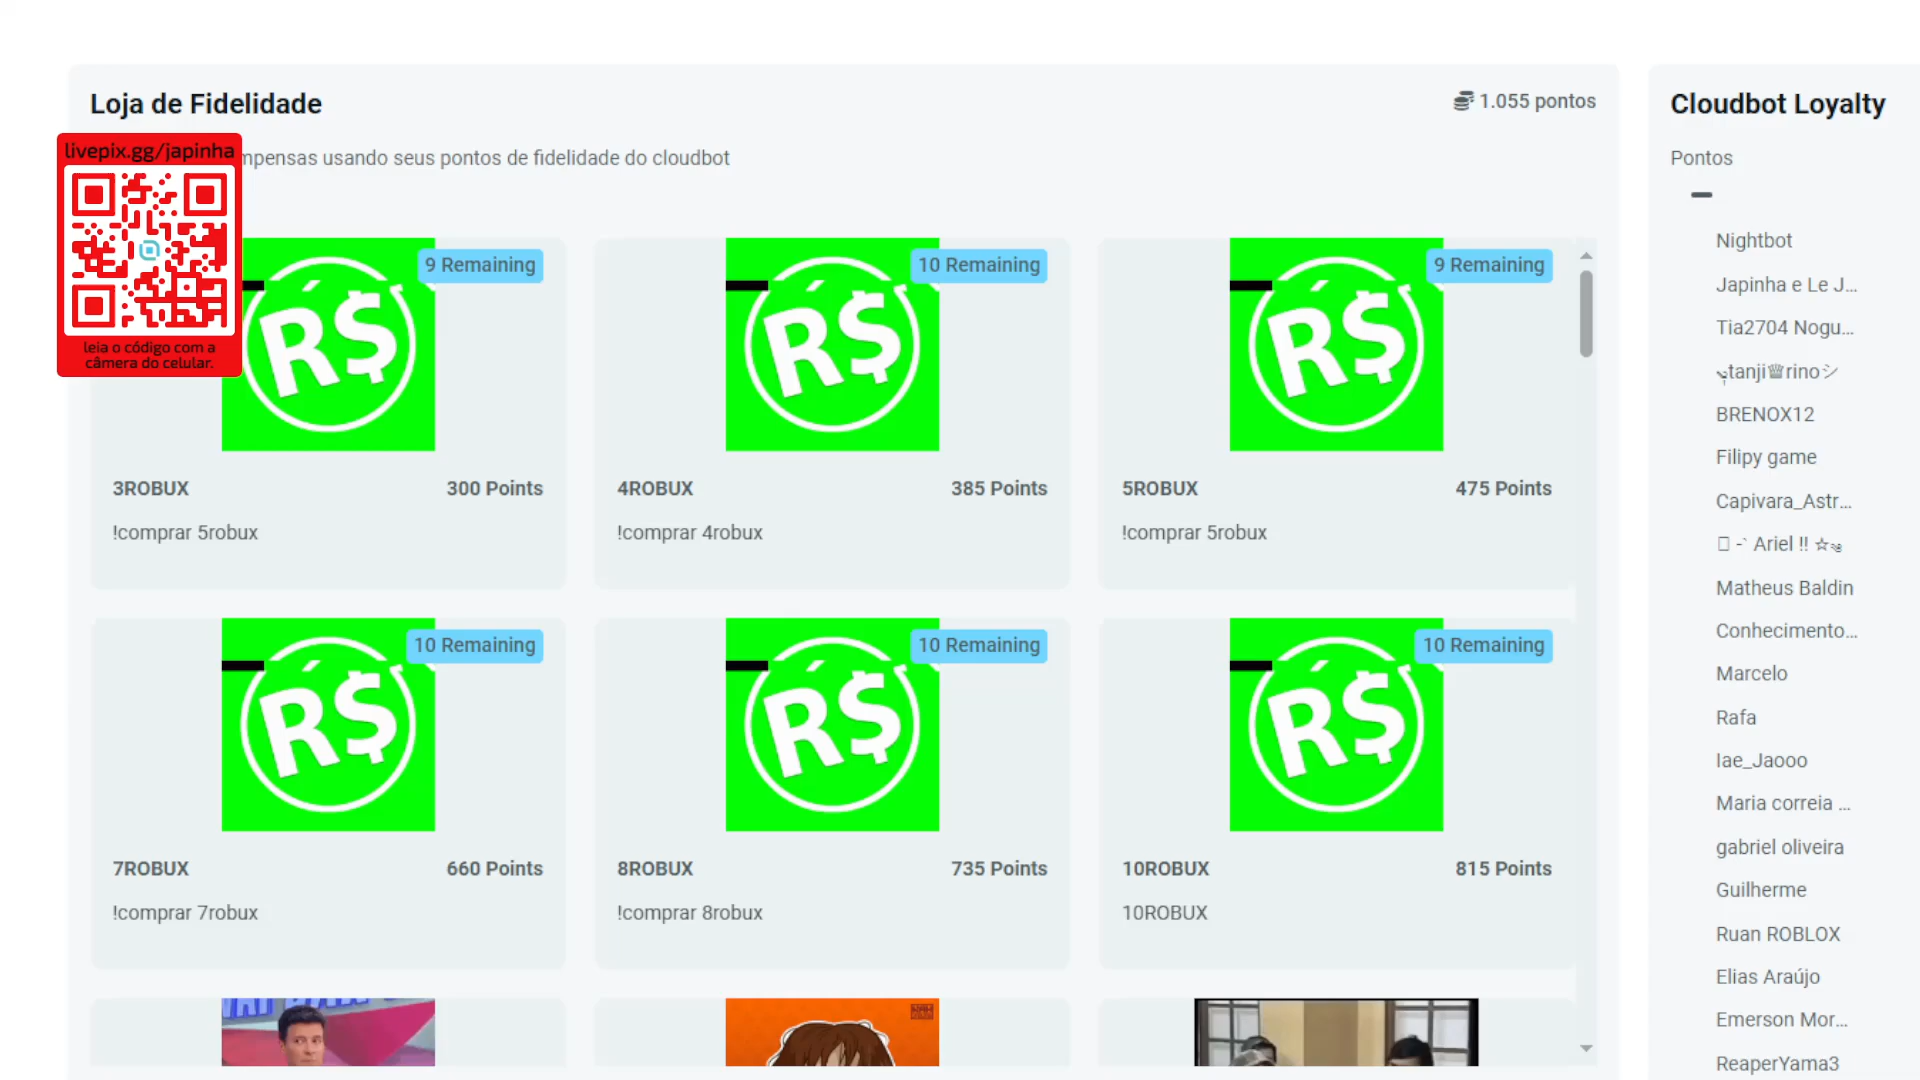 Loja de Fidelidade
1.055 pontos
livepix.gg/japinha
mpensas usando seus pontos de fidelidade do cloudbot
leia o código com a
câmera do celular.
R$
9 Remaining
3ROBUX
300 Points
!comprar 5robux
R$
10 Remaining
4ROBUX
385 Points
!comprar 4robux
R$
9 Remaining
5ROBUX
475 Points
!comprar 5robux
R$
10 Remaining
7ROBUX
660 Points
!comprar 7robux
R$
10 Remaining
8ROBUX
735 Points
!comprar 8robux
R$
10 Remaining
10ROBUX
815 Points
10ROBUX
Cloudbot Loyalty
Pontos
Nightbot
Japinha e Le J...
Tia2704 Nogu...
tanji♕rinoシ
BRENOX12
Filipy game
Capivara_Astr...
-` Ariel !! ☆
Matheus Baldin
Conhecimento...
Marcelo
Rafa
Iae_Jaooo
Maria correia ...
gabriel oliveira
Guilherme
Ruan ROBLOX
Elias Araújo
Emerson Mor...
ReaperYama3